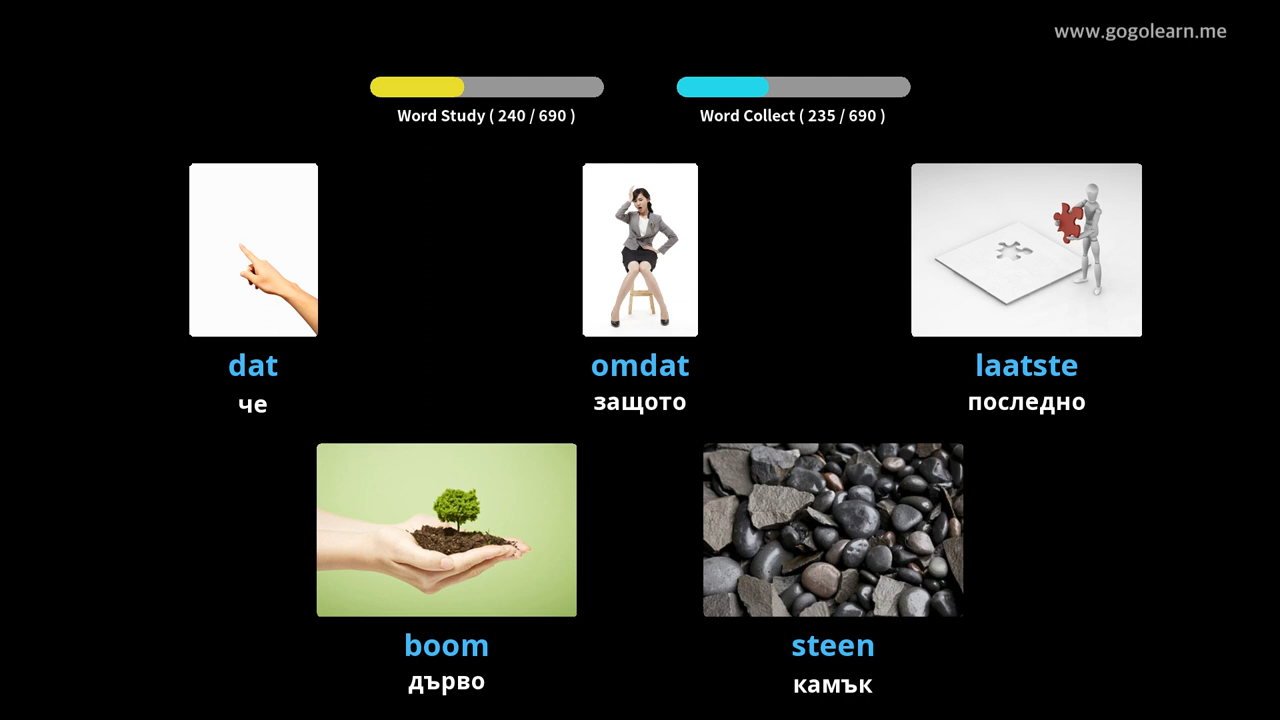 www.gogolearn.me
Word Study ( 240 / 690 )
Word Collect ( 235 / 690 )
dat
че
omdat
защото
laatste
последно
boom
дърво
steen
камък